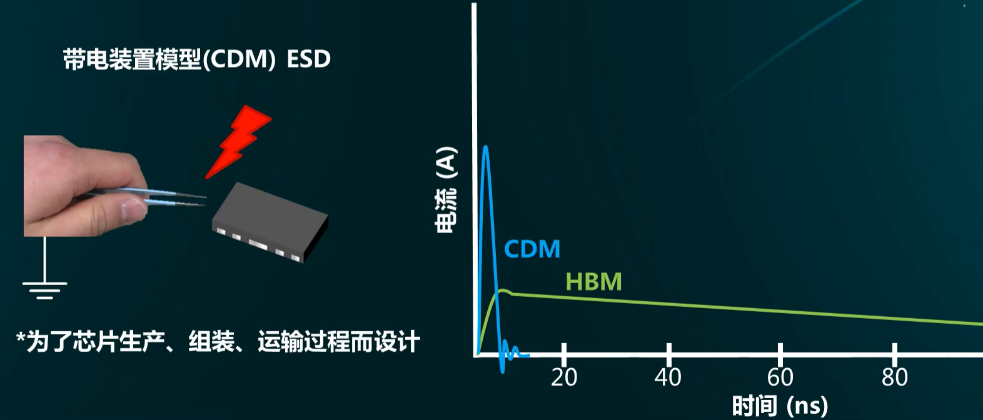 带电装置模型(CDM) ESD
*为了芯片生产、组装、运输过程而设计
电流 (A)
CDM
HBM
20 40 60 80
时间 (ns)